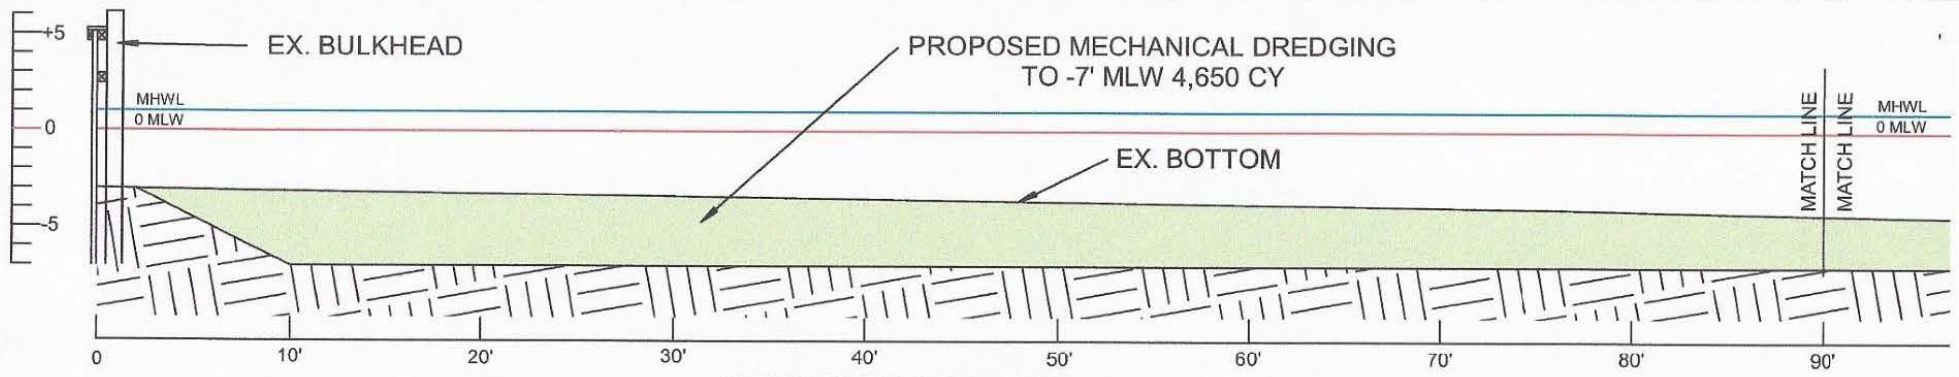 +5
EX. BULKHEAD
PROPOSED MECHANICAL DREDGING
TO -7' MLW 4,650 CY
MHWL
0 MLW
0
EX. BOTTOM
MATCH LINE
MATCH LINE
MHWL
0 MLW
-5
0
10'
20'
30'
40'
50'
60'
70'
80'
90'